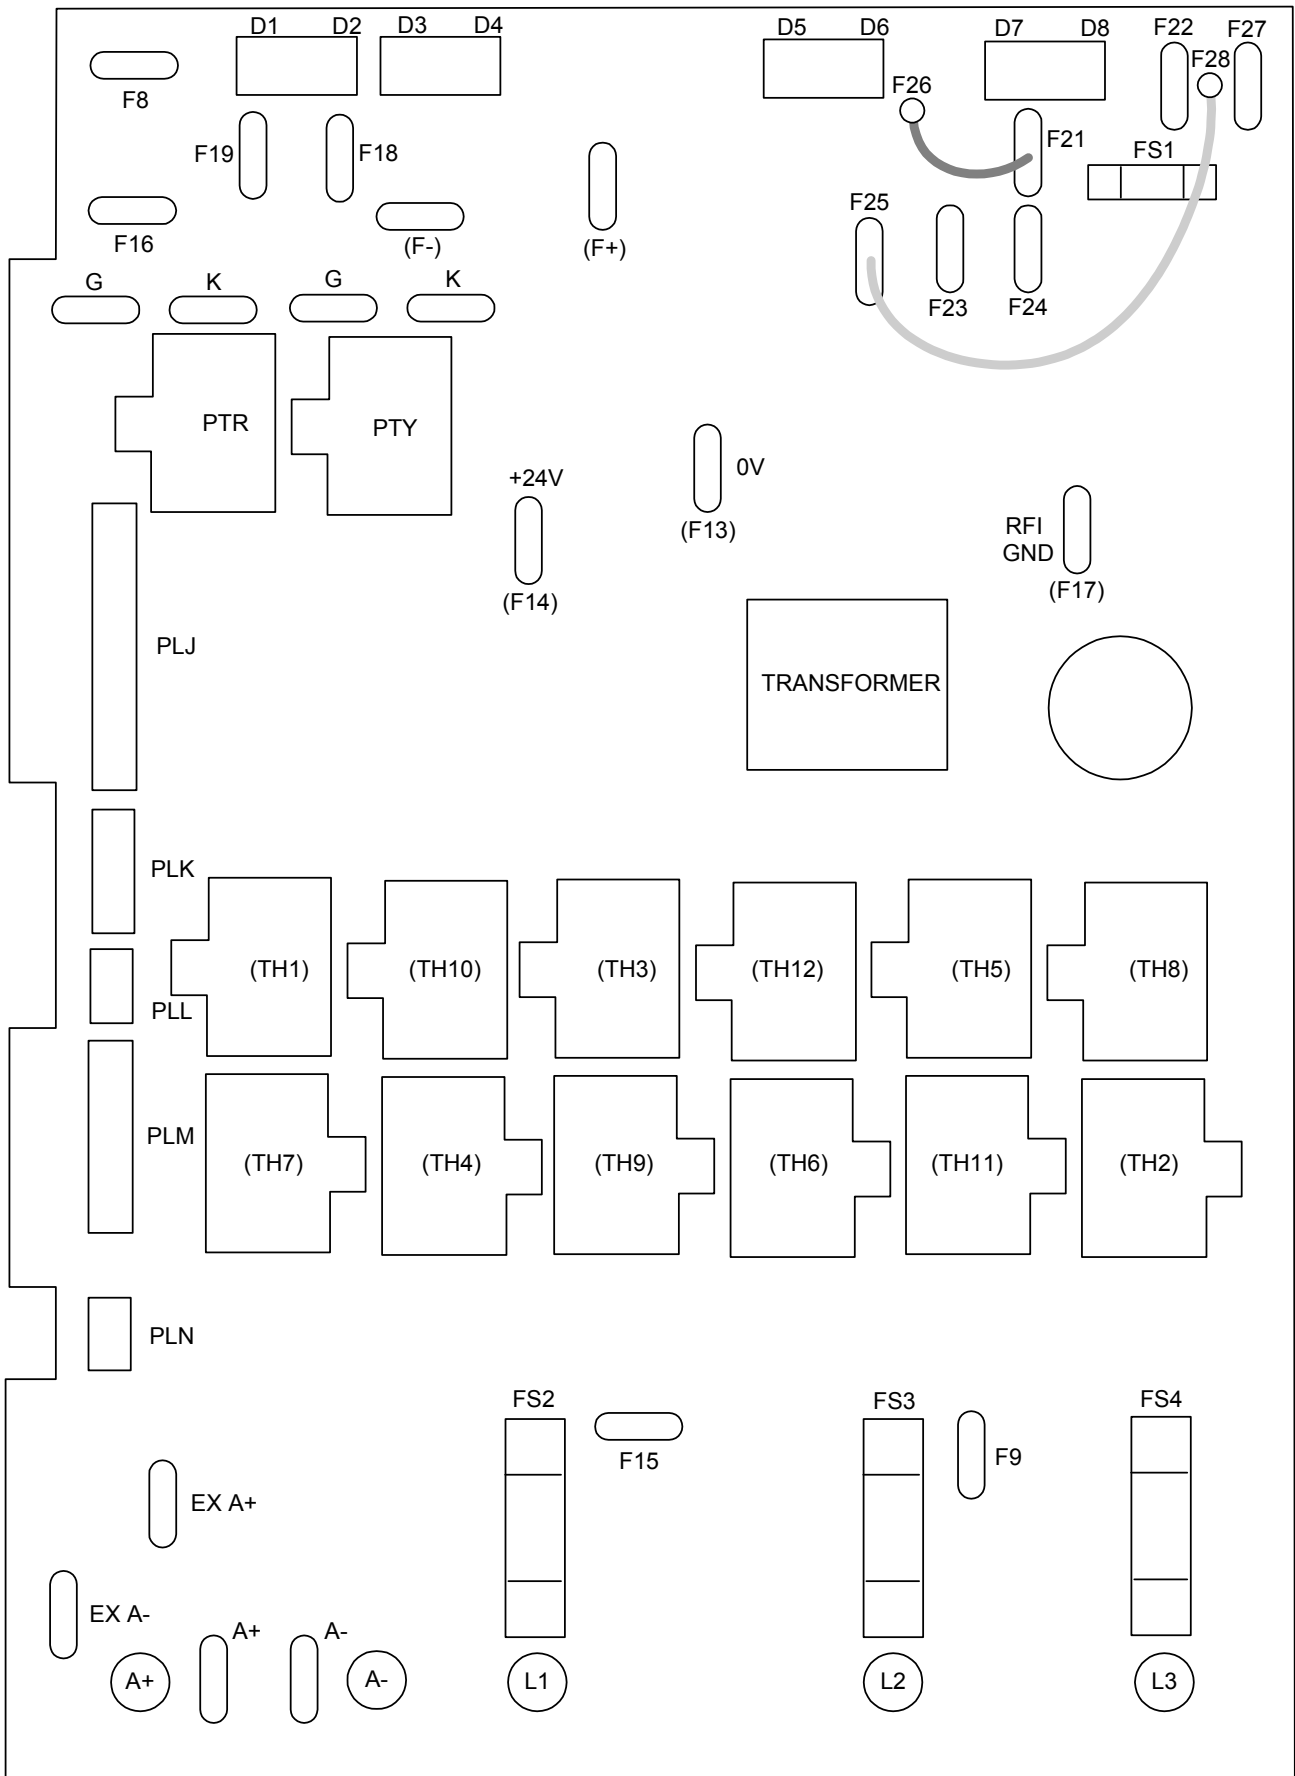 D1 D2 D3 D4 D5 D6 D7 D8 F22 F27
F28
F26
F8
F19 F18 F21
FS1
F25
F16 (F-) (F+)
G K G K
F23 F24
PTR PTY
+24V 0V
(F13)
RFI
GND
(F14) (F17)
PLJ
TRANSFORMER
PLK
(TH1) (TH10) (TH3) (TH12) (TH5) (TH8)
PLL
PLM
(TH7) (TH4) (TH9) (TH6) (TH11) (TH2)
PLN
FS2 FS3 FS4
F15 F9
EX A+
EX A-
A+ A-
A+ A- L1 L2 L3